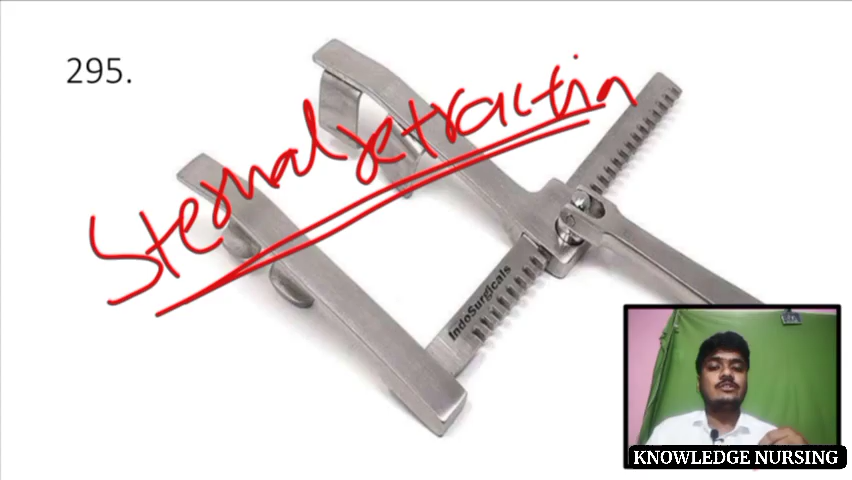 295.
Sternal retraction
IndoSurgicals
KNOWLEDGE NURSING